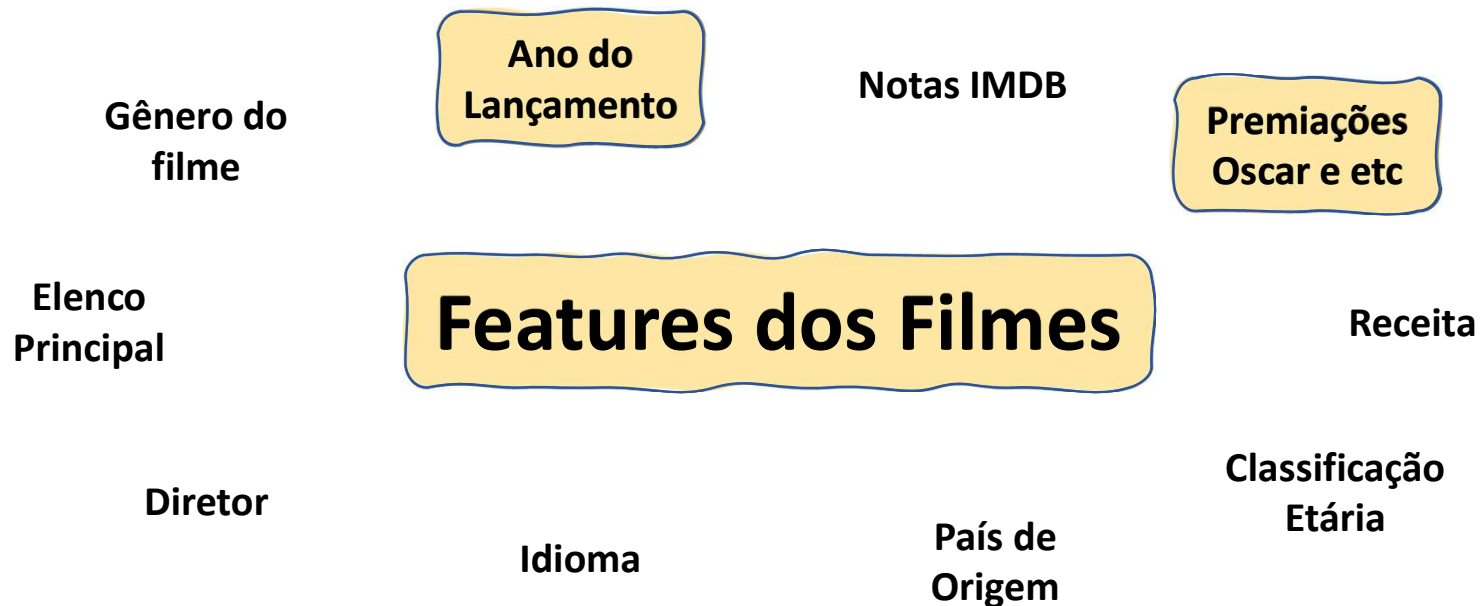 Ano do
Lançamento
Notas IMDB
Premiações
Oscar e etc
Gênero do
filme
Elenco
Principal
Features dos Filmes
Receita
Diretor
Idioma
País de
Origem
Classificação
Etária